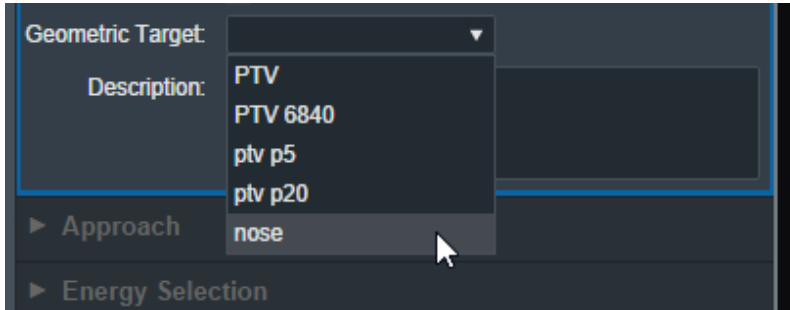 Geometric Target:
Description:
PTV
PTV 6840
ptv p5
ptv p20
nose
Approach
Energy Selection